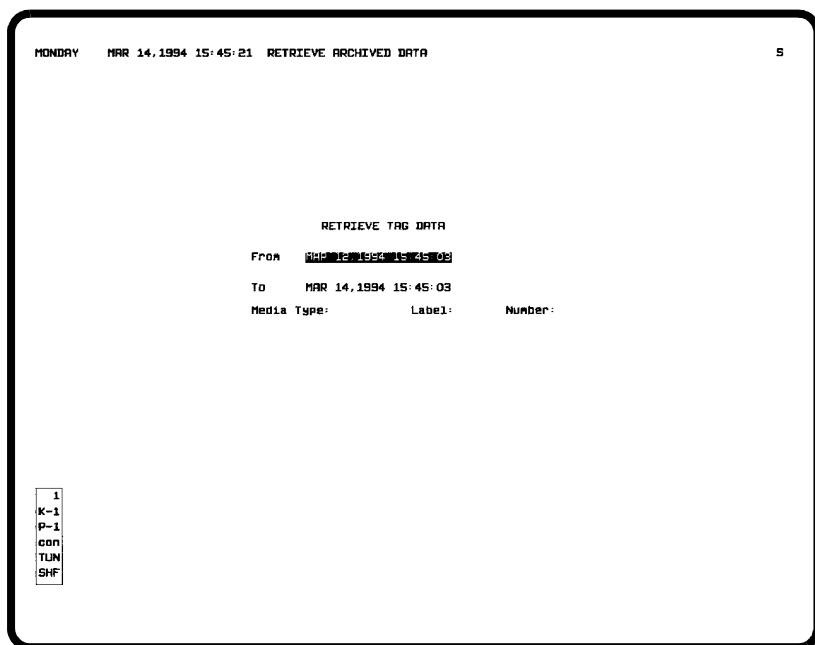 MONDAY MAR 14,1994 15:45:21 RETRIEVE ARCHIVED DATA S
RETRIEVE TAG DATA
From MAR 12,1994 15:45:03
To MAR 14,1994 15:45:03
Media Type: Label: Number:
1
K-1
P-1
con
TUN
SHF